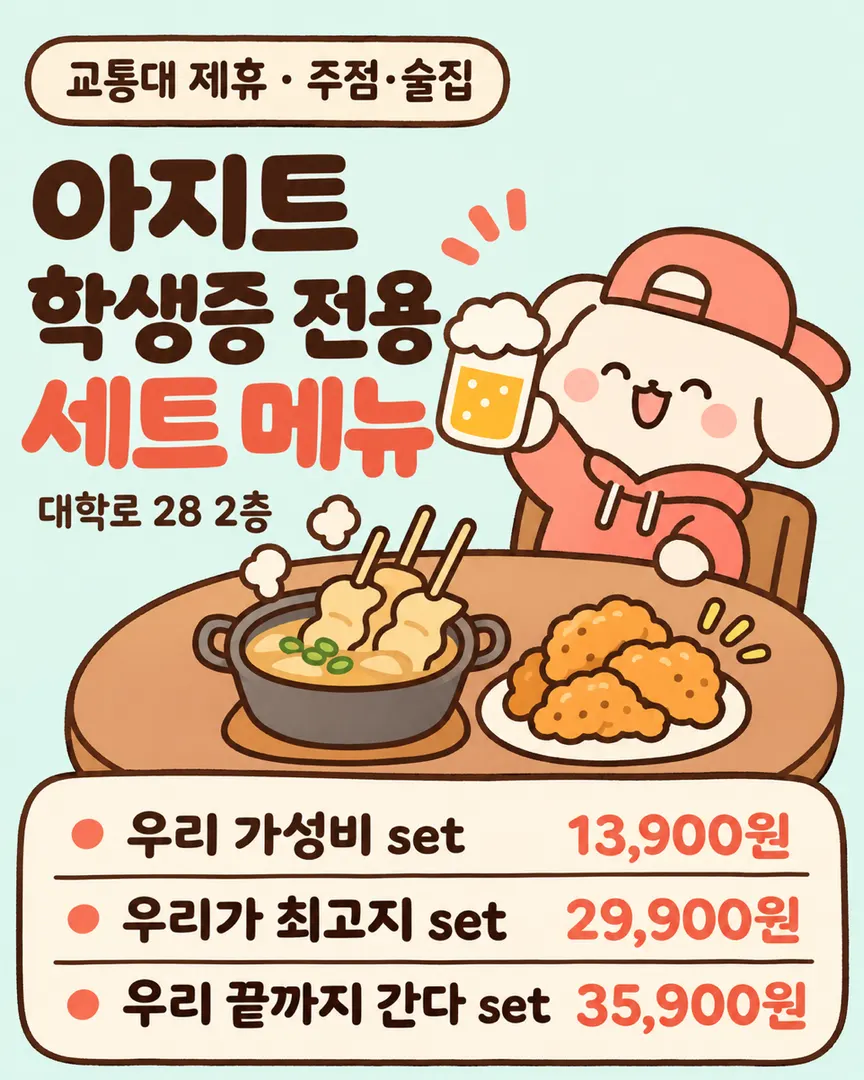 교통대 제휴 · 주점·술집
아지트
학생증 전용
세트 메뉴
대학로 28 2층
우리 가성비 set 13,900원
우리가 최고지 set 29,900원
우리 끝까지 간다 set 35,900원